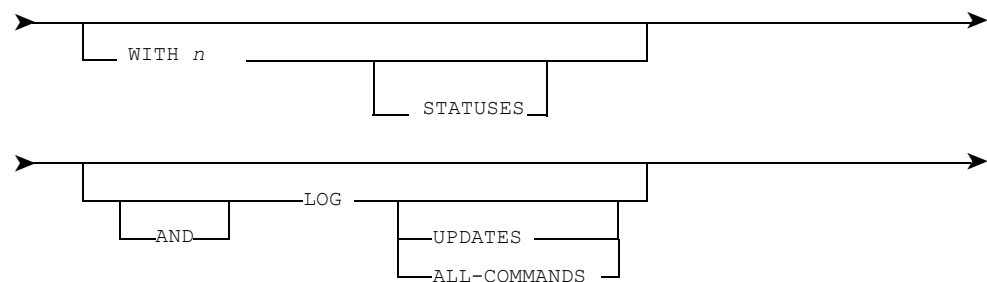 WITH n
STATUSES
LOG
AND
UPDATES
ALL-COMMANDS